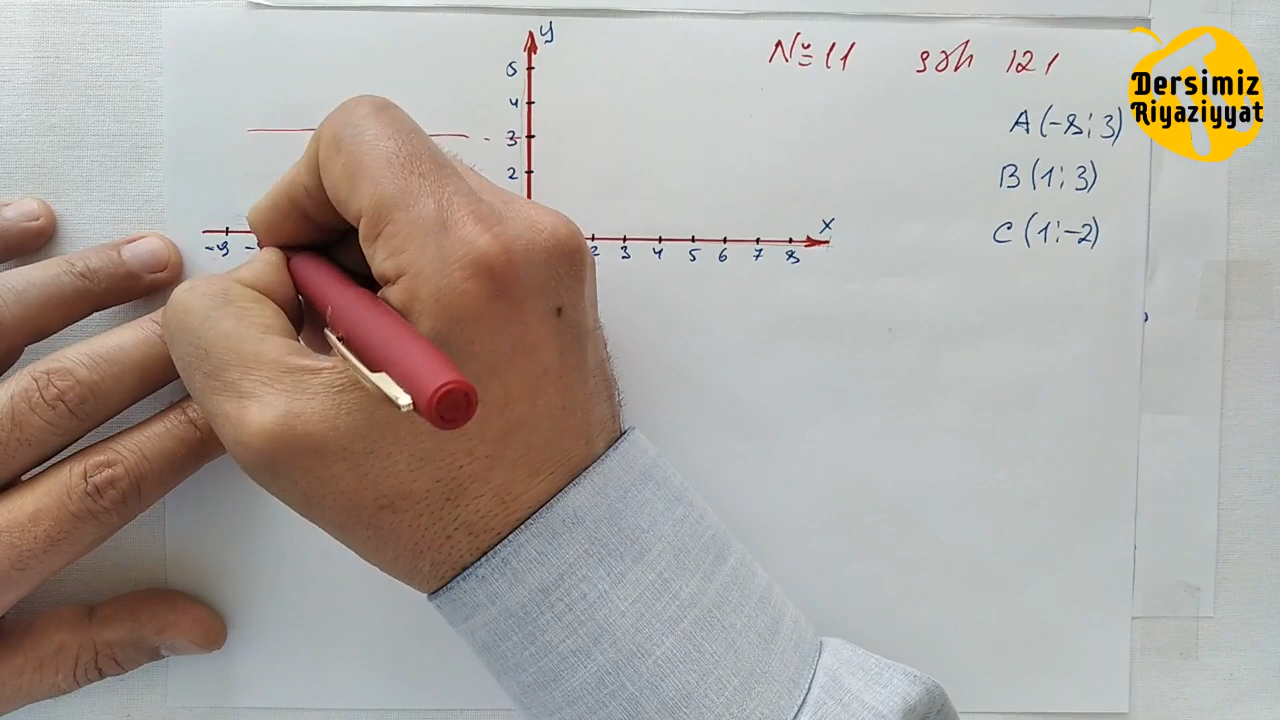 N=11 səh 121
Dersimiz
Riyaziyyat
A(-8; 3)
B(1; 3)
C(1; -2)
y
5
4
3
2
x
-9 - 2 3 4 5 6 7 8